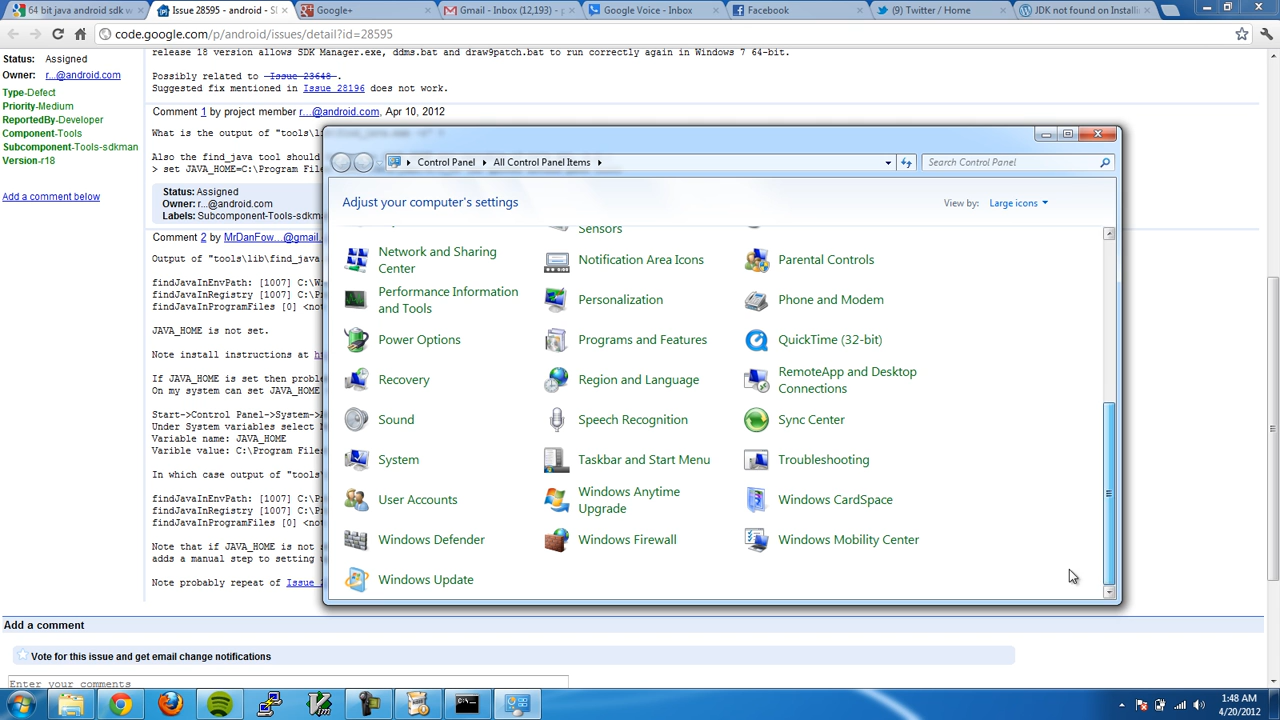 64 bit java android sdk w
Issue 28595 - android - S
Google+
Gmail - Inbox (12,193) - p
Google Voice - Inbox
Facebook
(9) Twitter / Home
JDK not found on Installi
code.google.com/p/android/issues/detail?id=28595
release 18 version allows SDK Manager.exe, ddms.bat and draw9patch.bat to run correctly again in Windows 7 64-bit.
Status: Assigned
Owner: r...@android.com
Type-Defect
Priority-Medium
ReportedBy-Developer
Component-Tools
Subcomponent-Tools-sdkman
Version-r18
Add a comment below
Possibly related to Issue 23648 .
Suggested fix mentioned in Issue 28196 does not work.
Comment 1 by project member r...@android.com, Apr 10, 2012
What is the output of "tools\li
Also the find_java tool should
> set JAVA_HOME=C:\Program Fil
Status: Assigned
Owner: r...@android.com
Labels: Subcomponent-Tools-sdkma
Comment 2 by MrDanFow...@gmail
Output of "tools\lib\find_java
findJavaInEnvPath: [1007] C:\W
findJavaInRegistry [1007] C:\P
findJavaInProgramFiles [0] <no
JAVA_HOME is not set.
Note install instructions at h
If JAVA_HOME is set then probl
On my system can set JAVA_HOME
Start->Control Panel->System->
Under System variables select
Variable name: JAVA_HOME
Varible value: C:\Program File
In which case output of "tools
findJavaInEnvPath: [1007] C:\P
findJavaInRegistry [1007] C:\P
findJavaInProgramFiles [0] <no
Note that if JAVA_HOME is not s
adds a manual step to setting
Note probably repeat of Issue 2
Add a comment
Vote for this issue and get email change notifications
Enter your comments
Control Panel
All Control Panel Items
Search Control Panel
Adjust your computer's settings
View by: Large icons
Sensors
Network and Sharing Center
Notification Area Icons
Parental Controls
Performance Information and Tools
Personalization
Phone and Modem
Power Options
Programs and Features
QuickTime (32-bit)
Recovery
Region and Language
RemoteApp and Desktop Connections
Sound
Speech Recognition
Sync Center
System
Taskbar and Start Menu
Troubleshooting
User Accounts
Windows Anytime Upgrade
Windows CardSpace
Windows Defender
Windows Firewall
Windows Mobility Center
Windows Update
1:48 AM
4/20/2012